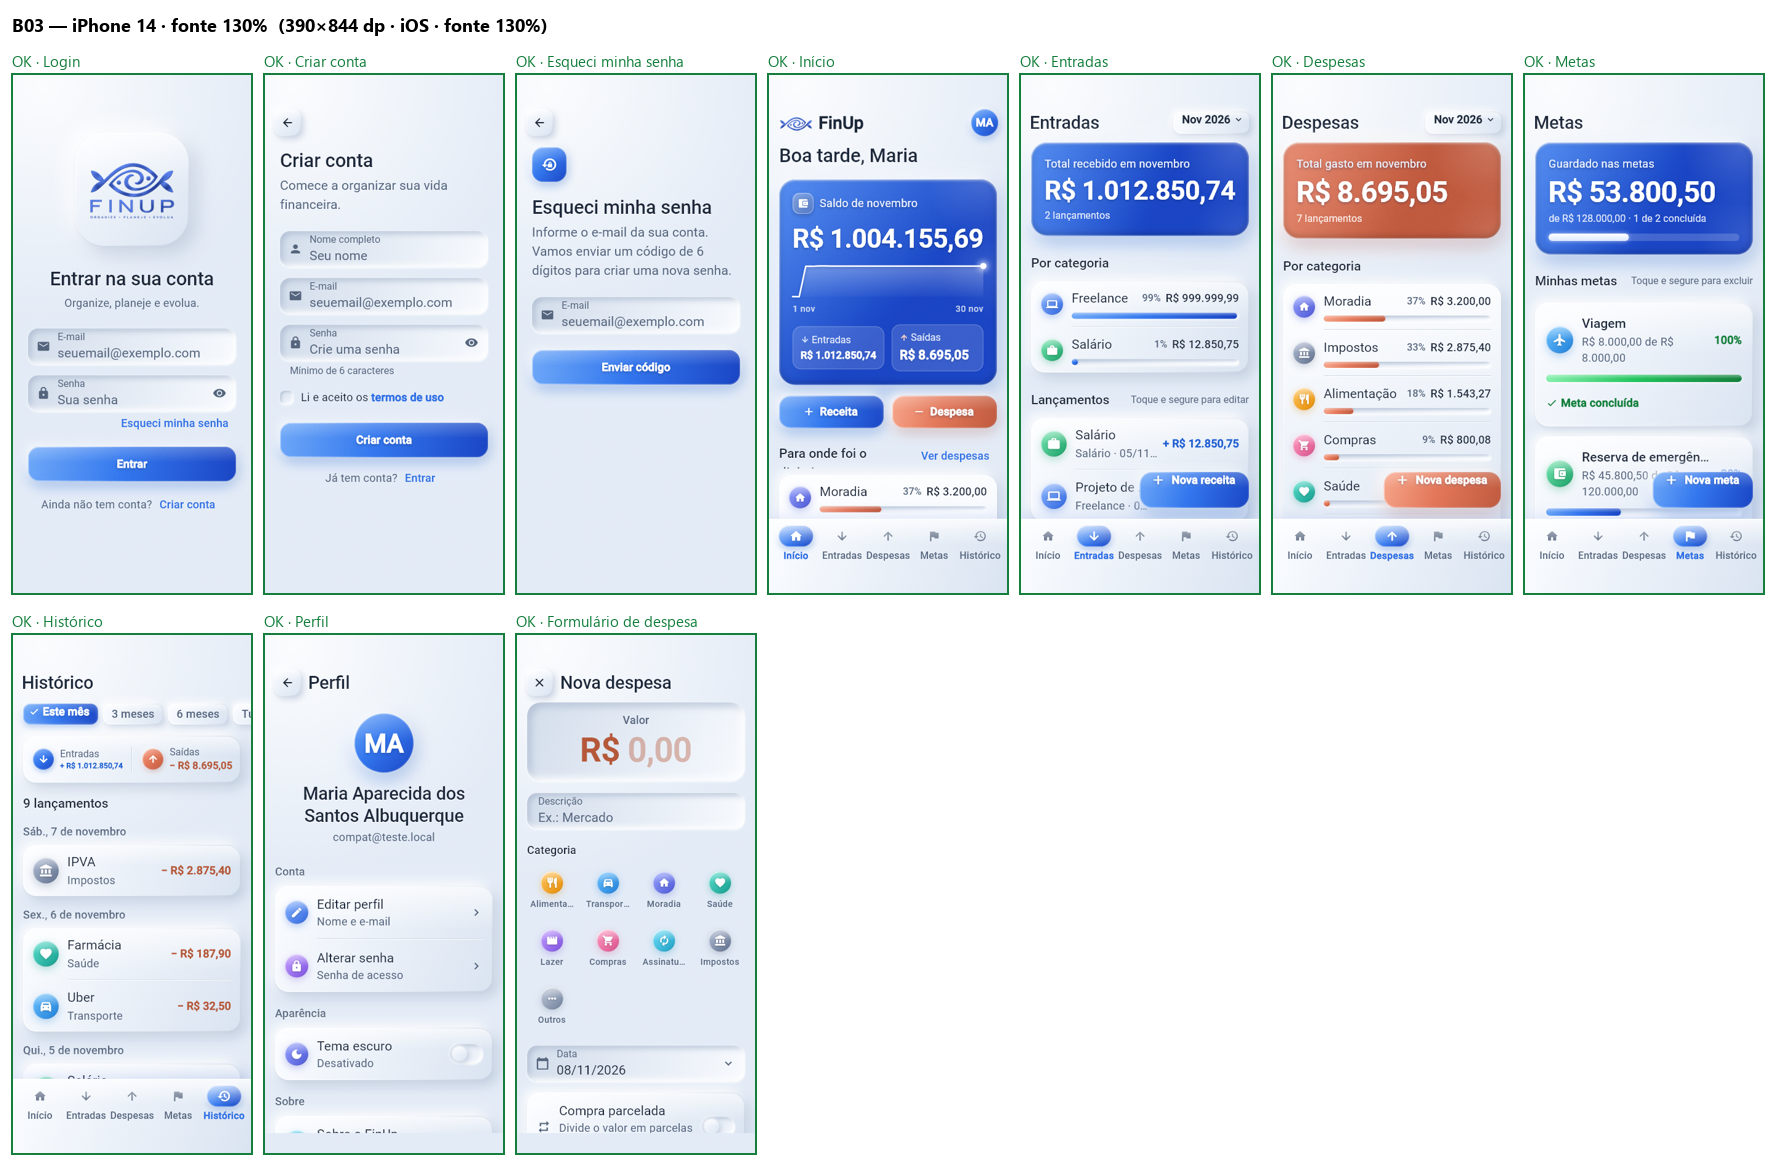 B03 — iPhone 14 · fonte 130% (390×844 dp · iOS · fonte 130%)
OK · Login
FINUP
ORGANIZE • PLANEJE • EVOLUA
Entrar na sua conta
Organize, planeje e evolua.
E-mail
seuemail@exemplo.com
Senha
Sua senha
Esqueci minha senha
Entrar
Ainda não tem conta? Criar conta
OK · Criar conta
Criar conta
Comece a organizar sua vida
financeira.
Nome completo
Seu nome
E-mail
seuemail@exemplo.com
Senha
Crie uma senha
Mínimo de 6 caracteres
Li e aceito os termos de uso
Criar conta
Já tem conta? Entrar
OK · Esqueci minha senha
Esqueci minha senha
Informe o e-mail da sua conta.
Vamos enviar um código de 6
dígitos para criar uma nova senha.
E-mail
seuemail@exemplo.com
Enviar código
OK · Início
FinUp
MA
Boa tarde, Maria
Saldo de novembro
R$ 1.004.155,69
1 nov 30 nov
Entradas
R$ 1.012.850,74
Saídas
R$ 8.695,05
+ Receita
− Despesa
Para onde foi o
Ver despesas
Moradia 37% R$ 3.200,00
Início Entradas Despesas Metas Histórico
OK · Entradas
Entradas
Nov 2026
Total recebido em novembro
R$ 1.012.850,74
2 lançamentos
Por categoria
Freelance 99% R$ 999.999,99
Salário 1% R$ 12.850,75
Lançamentos Toque e segure para editar
Salário
Salário · 05/11...
+ R$ 12.850,75
Projeto de
Freelance · 0...
+ Nova receita
Início Entradas Despesas Metas Histórico
OK · Despesas
Despesas
Nov 2026
Total gasto em novembro
R$ 8.695,05
7 lançamentos
Por categoria
Moradia 37% R$ 3.200,00
Impostos 33% R$ 2.875,40
Alimentação 18% R$ 1.543,27
Compras 9% R$ 800,08
Saúde
+ Nova despesa
Início Entradas Despesas Metas Histórico
OK · Metas
Metas
Guardado nas metas
R$ 53.800,50
de R$ 128.000,00 · 1 de 2 concluída
Minhas metas Toque e segure para excluir
Viagem
R$ 8.000,00 de R$
8.000,00
100%
Meta concluída
Reserva de emergên...
R$ 45.800,50
120.000,00
+ Nova meta
Início Entradas Despesas Metas Histórico
OK · Histórico
Histórico
Este mês 3 meses 6 meses Tu
Entradas
+ R$ 1.012.850,74
Saídas
− R$ 8.695,05
9 lançamentos
Sáb., 7 de novembro
IPVA
Impostos
− R$ 2.875,40
Sex., 6 de novembro
Farmácia
Saúde
− R$ 187,90
Uber
Transporte
− R$ 32,50
Qui., 5 de novembro
Salário
Início Entradas Despesas Metas Histórico
OK · Perfil
Perfil
MA
Maria Aparecida dos
Santos Albuquerque
compat@teste.local
Conta
Editar perfil
Nome e e-mail
Alterar senha
Senha de acesso
Aparência
Tema escuro
Desativado
Sobre
Sobre o FinUp
OK · Formulário de despesa
Nova despesa
Valor
R$ 0,00
Descrição
Ex.: Mercado
Categoria
Alimenta... Transpor... Moradia Saúde
Lazer Compras Assinatu... Impostos
Outros
Data
08/11/2026
Compra parcelada
Divide o valor em parcelas